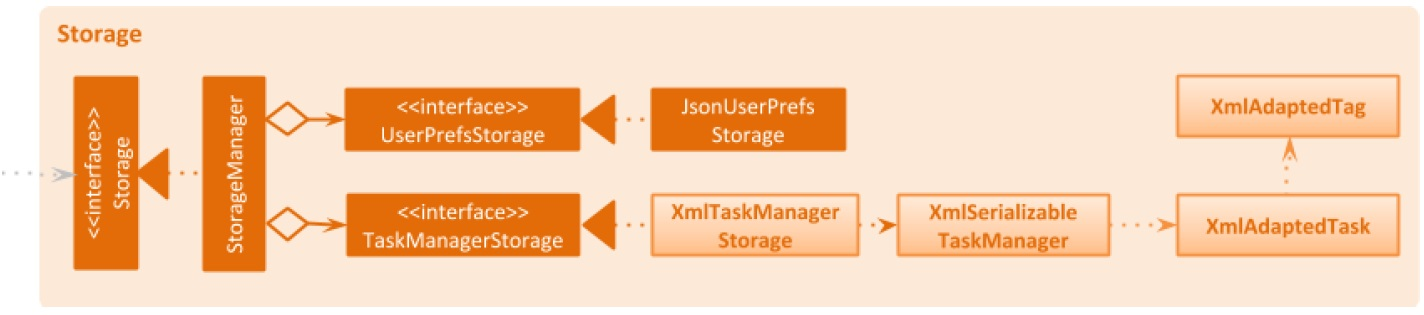 Storage
<<interface>>
Storage
StorageManager
<<interface>>
UserPrefsStorage
JsonUserPrefs
Storage
XmlAdaptedTag
<<interface>>
TaskManagerStorage
XmlTaskManager
Storage
XmlSerializable
TaskManager
XmlAdaptedTask